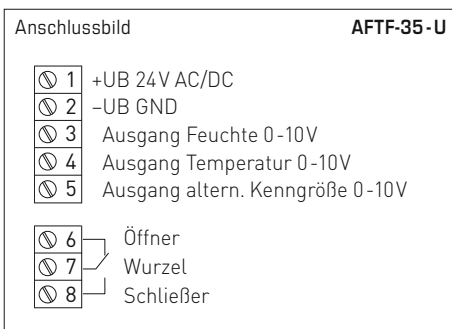 Anschlussbild AFTF-35-U
1 +UB 24V AC/DC
2 –UB GND
3 Ausgang Feuchte 0-10V
4 Ausgang Temperatur 0-10V
5 Ausgang altern. Kenngröße 0-10V
6 Öffner
7 Wurzel
8 Schließer